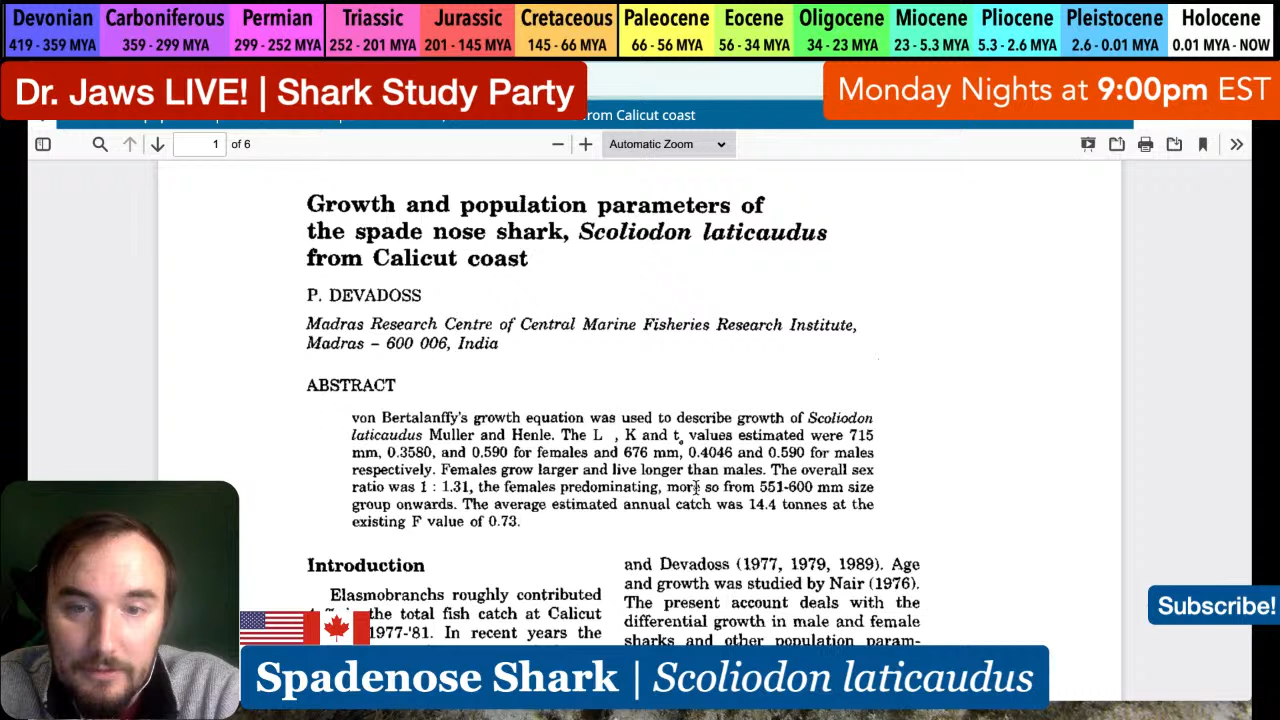 Devonian Carboniferous Permian Triassic Jurassic Cretaceous Paleocene Eocene Oligocene Miocene Pliocene Pleistocene Holocene
419 - 359 MYA 359 - 299 MYA 299 - 252 MYA 252 - 201 MYA 201 - 145 MYA 145 - 66 MYA 66 - 56 MYA 56 - 34 MYA 34 - 23 MYA 23 - 5.3 MYA 5.3 - 2.6 MYA 2.6 - 0.01 MYA 0.01 MYA - NOW
Dr. Jaws LIVE! | Shark Study Party
Monday Nights at 9:00pm EST
from Calicut coast
1 of 6
Automatic Zoom
Growth and population parameters of
the spade nose shark, Scoliodon laticaudus
from Calicut coast
P. DEVADOSS
Madras Research Centre of Central Marine Fisheries Research Institute,
Madras - 600 006, India
ABSTRACT
von Bertalanffy's growth equation was used to describe growth of Scoliodon
laticaudus Muller and Henle. The L , K and to values estimated were 715
mm, 0.3580, and 0.590 for females and 676 mm, 0.4046 and 0.590 for males
respectively. Females grow larger and live longer than males. The overall sex
ratio was 1 : 1.31, the females predominating, more so from 551-600 mm size
group onwards. The average estimated annual catch was 14.4 tonnes at the
existing F value of 0.73.
Introduction
Elasmobranchs roughly contributed
the total fish catch at Calicut
1977-'81. In recent years the
and Devadoss (1977, 1979, 1989). Age
and growth was studied by Nair (1976).
The present account deals with the
differential growth in male and female
sharks and other population param-
Subscribe!
Spadenose Shark | Scoliodon laticaudus